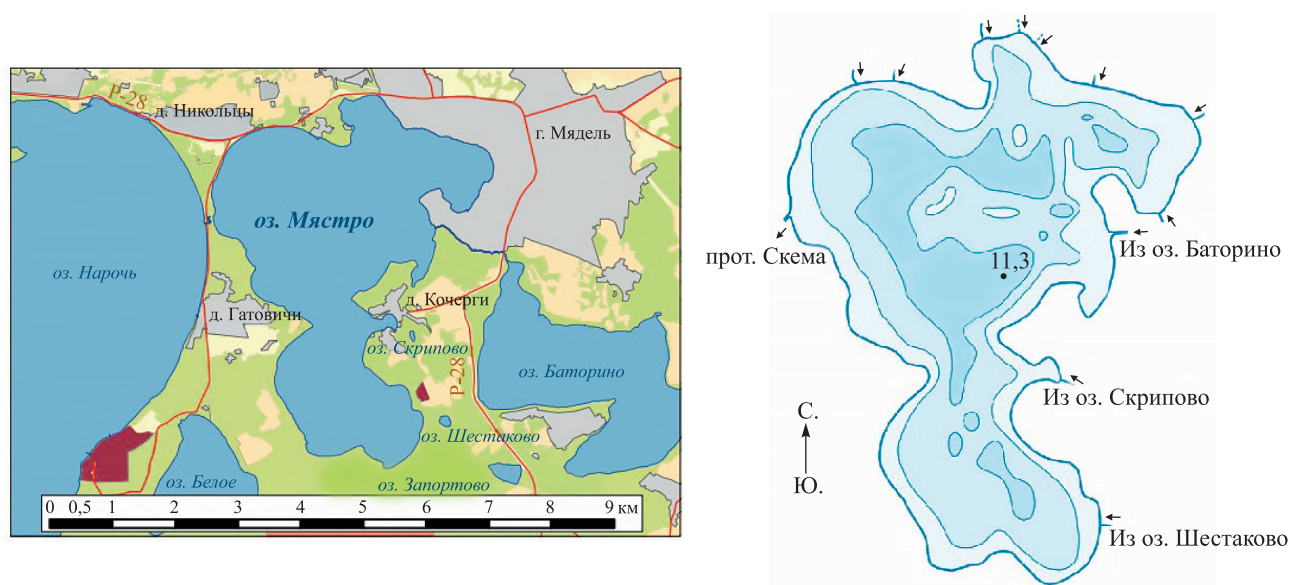 Р-28
д. Никольцы
г. Мядель
оз. Мястро
оз. Нарочь
д. Кочерги
д. Гатовичи
оз. Скрипово
оз. Баторино
Р-28
оз. Шестаково
оз. Белое
оз. Запортово
0 0,5 1 2 3 4 5 6 7 8 9 км
прот. Скема
Из оз. Баторино
11,3
Из оз. Скрипово
С.
Ю.
Из оз. Шестаково